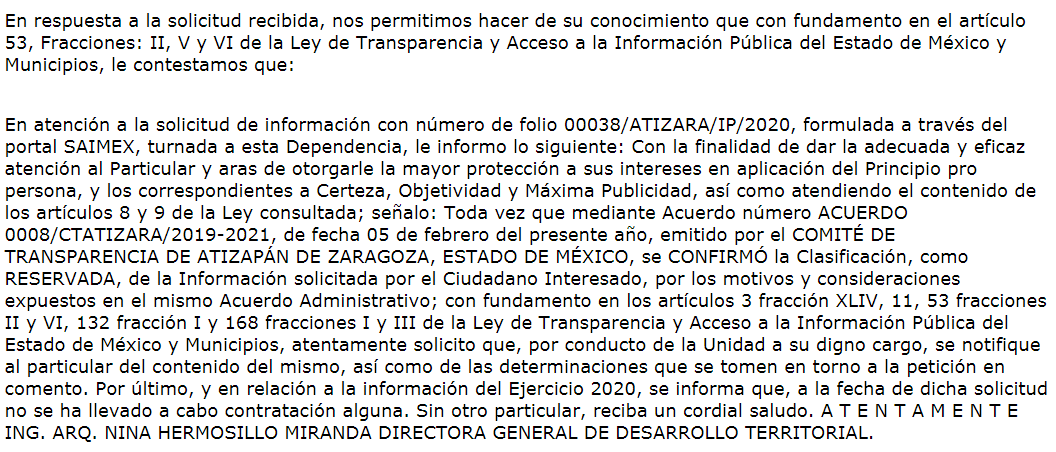 En respuesta a la solicitud recibida, nos permitimos hacer de su conocimiento que con fundamento en el artículo
53, Fracciones: II, V y VI de la Ley de Transparencia y Acceso a la Información Pública del Estado de México y
Municipios, le contestamos que:
En atención a la solicitud de información con número de folio 00038/ATIZARA/IP/2020, formulada a través del
portal SAIMEX, turnada a esta Dependencia, le informo lo siguiente: Con la finalidad de dar la adecuada y eficaz
atención al Particular y aras de otorgarle la mayor protección a sus intereses en aplicación del Principio pro
persona, y los correspondientes a Certeza, Objetividad y Máxima Publicidad, así como atendiendo el contenido de
los artículos 8 y 9 de la Ley consultada; señalo: Toda vez que mediante Acuerdo número ACUERDO
0008/CTATIZARA/2019-2021, de fecha 05 de febrero del presente año, emitido por el COMITÉ DE
TRANSPARENCIA DE ATIZAPÁN DE ZARAGOZA, ESTADO DE MÉXICO, se CONFIRMÓ la Clasificación, como
RESERVADA, de la Información solicitada por el Ciudadano Interesado, por los motivos y consideraciones
expuestos en el mismo Acuerdo Administrativo; con fundamento en los artículos 3 fracción XLIV, 11, 53 fracciones
II y VI, 132 fracción I y 168 fracciones I y III de la Ley de Transparencia y Acceso a la Información Pública del
Estado de México y Municipios, atentamente solicito que, por conducto de la Unidad a su digno cargo, se notifique
al particular del contenido del mismo, así como de las determinaciones que se tomen en torno a la petición en
comento. Por último, y en relación a la información del Ejercicio 2020, se informa que, a la fecha de dicha solicitud
no se ha llevado a cabo contratación alguna. Sin otro particular, reciba un cordial saludo. A T E N T A M E N T E
ING. ARQ. NINA HERMOSILLO MIRANDA DIRECTORA GENERAL DE DESARROLLO TERRITORIAL.